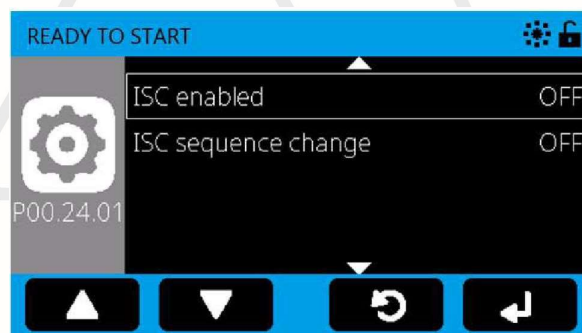 READY TO START
ISC enabled OFF
ISC sequence change OFF
P00.24.01